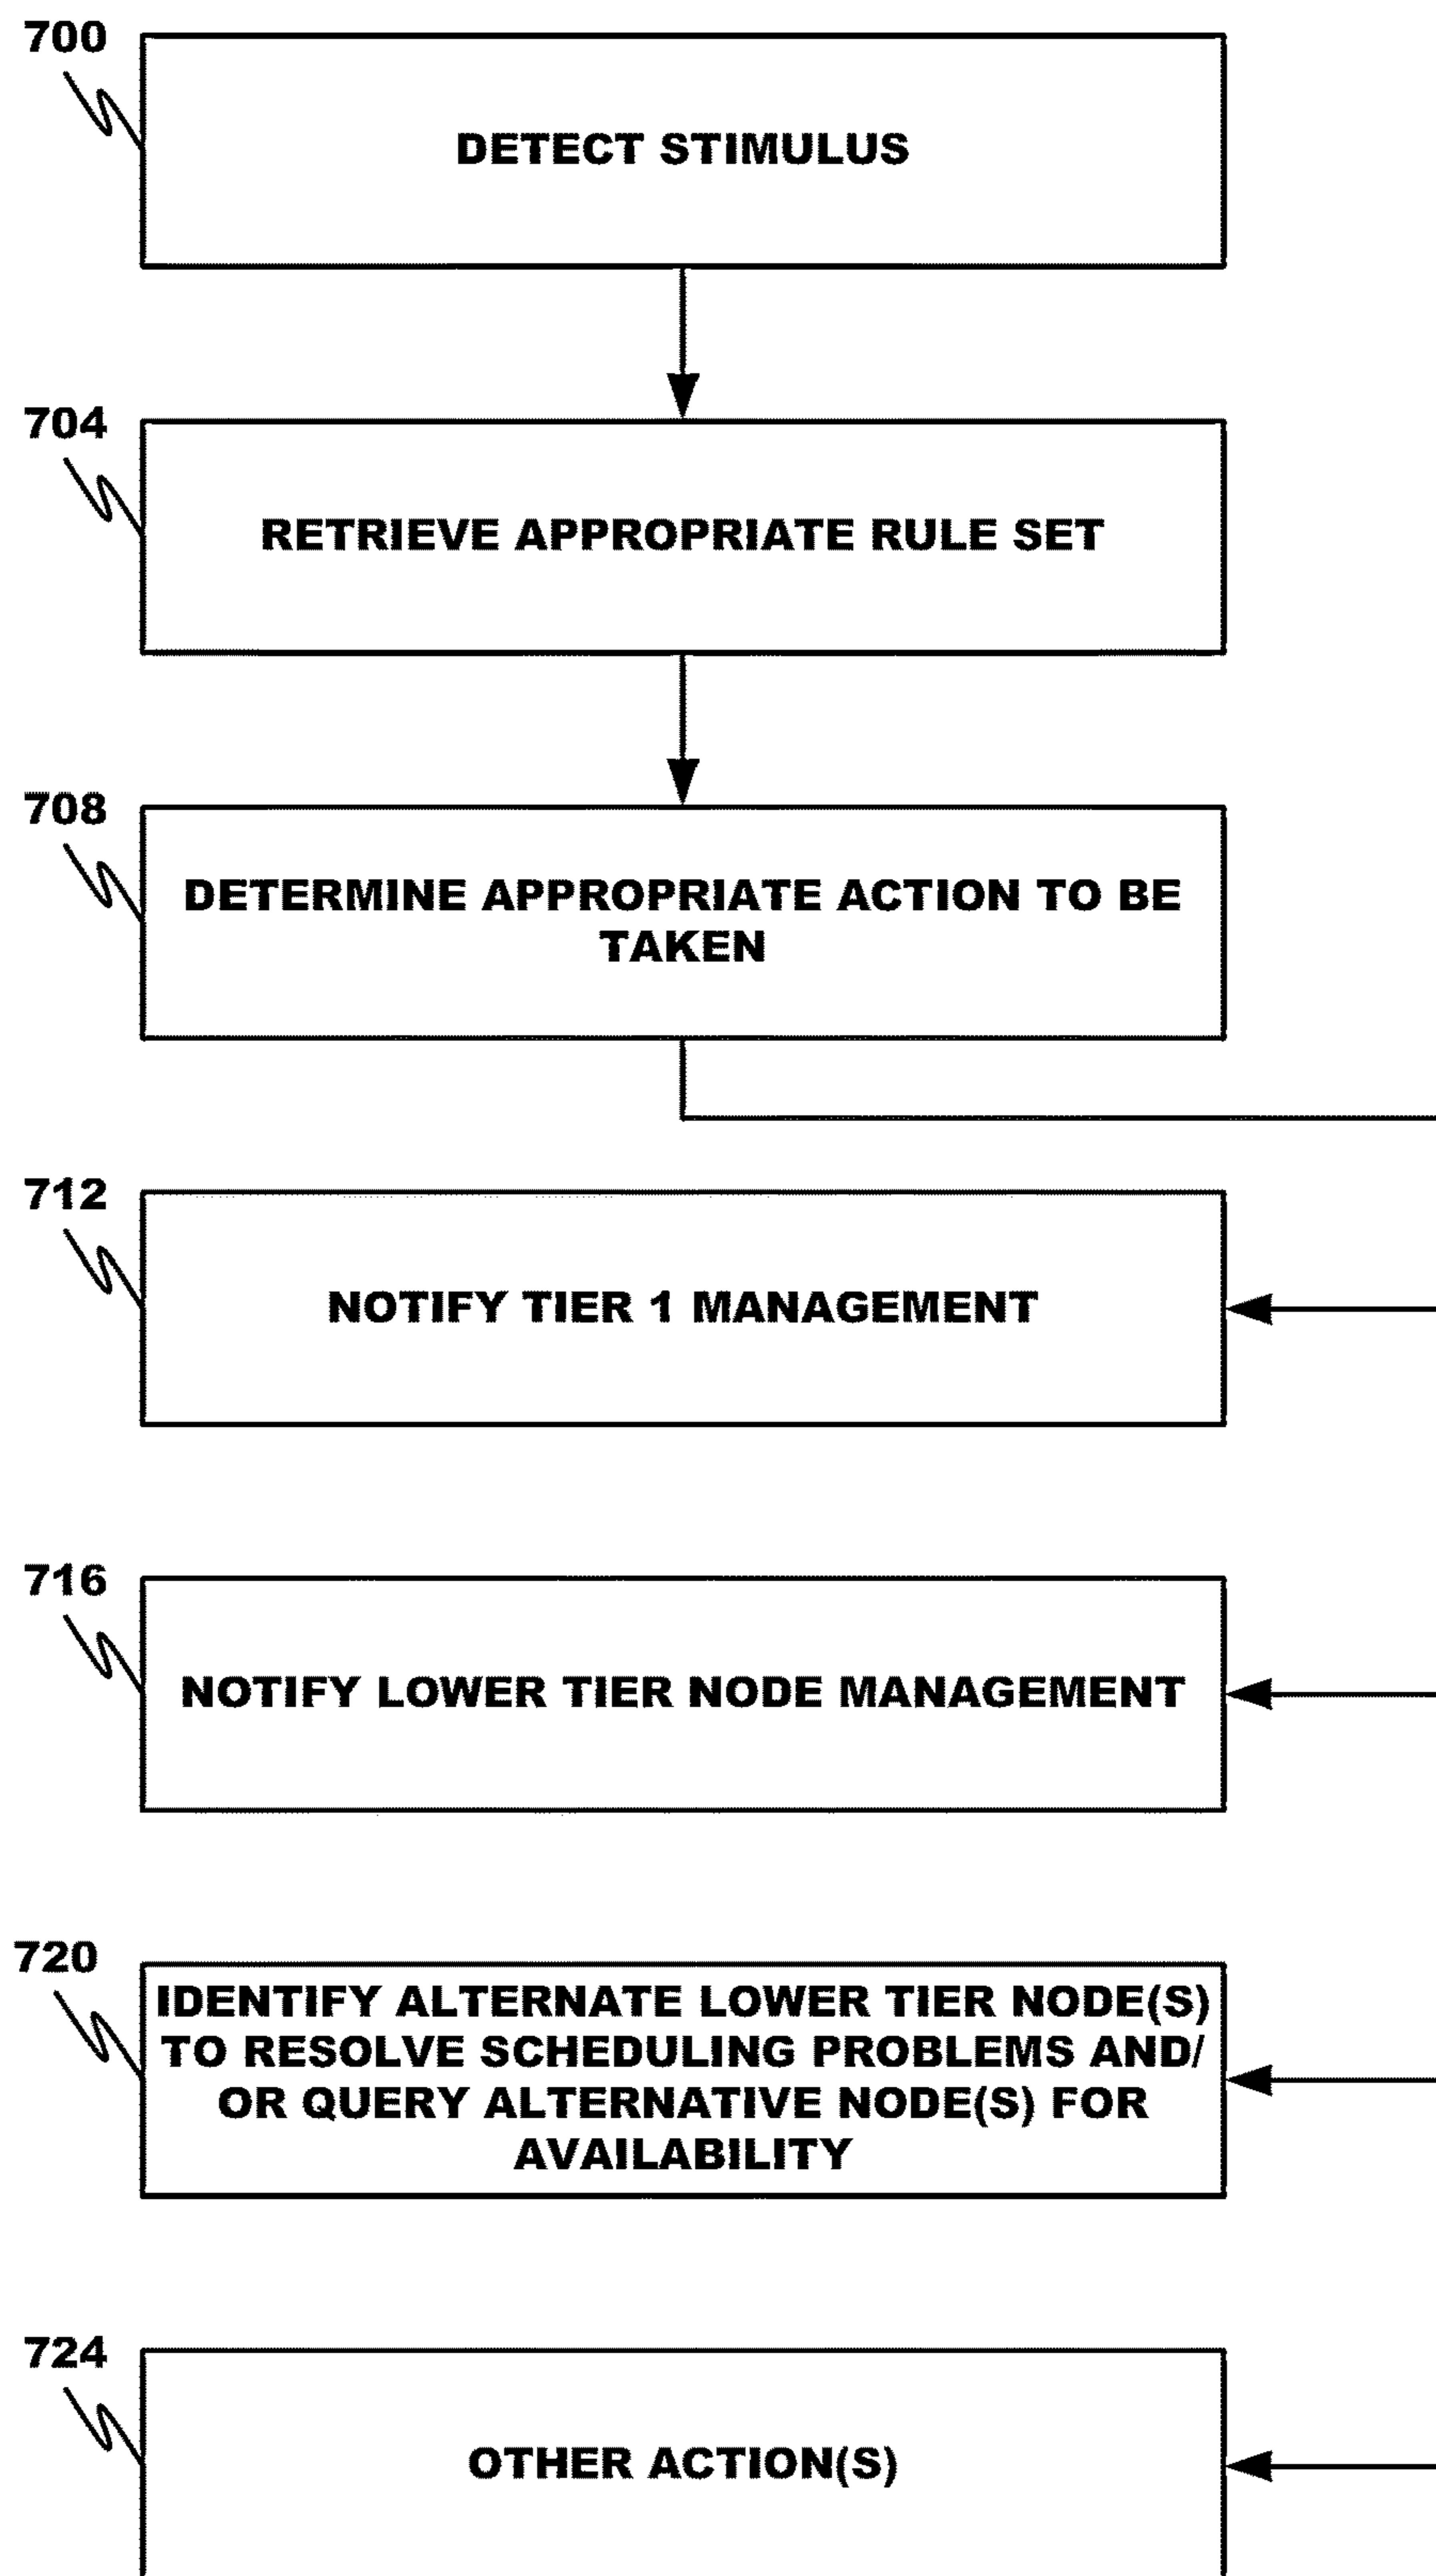 700
DETECT STIMULUS
704
RETRIEVE APPROPRIATE RULE SET
708
DETERMINE APPROPRIATE ACTION TO BE
TAKEN
712
NOTIFY TIER 1 MANAGEMENT
716
NOTIFY LOWER TIER NODE MANAGEMENT
720
IDENTIFY ALTERNATE LOWER TIER NODE(S)
TO RESOLVE SCHEDULING PROBLEMS AND/
OR QUERY ALTERNATIVE NODE(S) FOR
AVAILABILITY
724
OTHER ACTION(S)